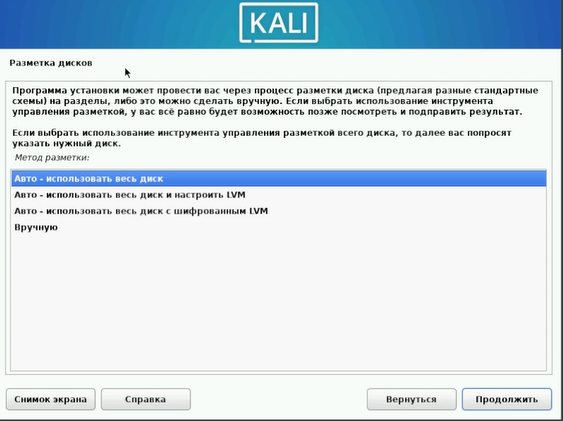 KALI
Разметка дисков
Программа установки может провести вас через процесс разметки диска (предлагая разные стандартные
схемы) на разделы, либо это можно сделать вручную. Если выбрать использование инструмента
управления разметкой, у вас всё равно будет возможность позже посмотреть и подправить результат.
Если выбрать использование инструмента управления разметкой всего диска, то далее вас попросят
указать нужный диск.
Метод разметки:
Авто - использовать весь диск
Авто - использовать весь диск и настроить LVM
Авто - использовать весь диск с шифрованным LVM
Вручную
Снимок экрана
Справка
Вернуться
Продолжить